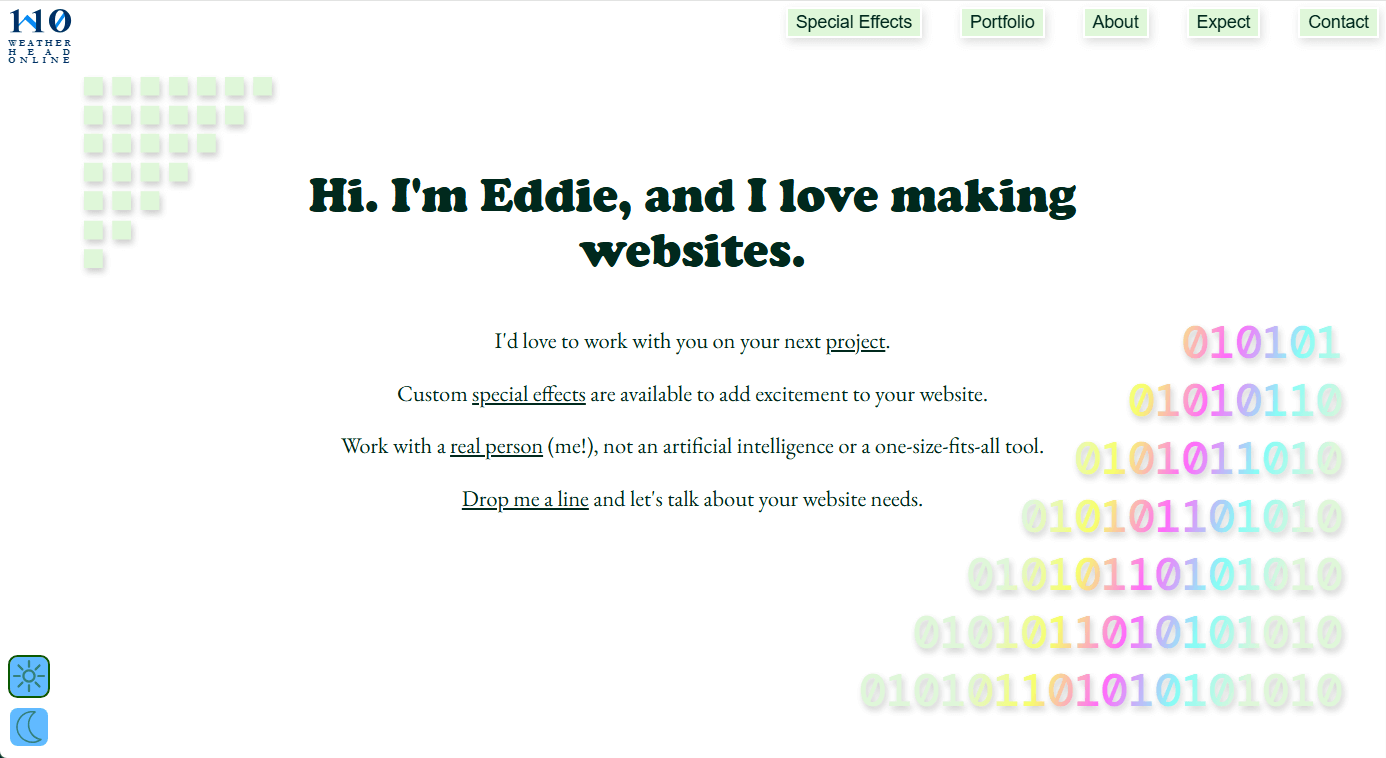 WEATHER
HEAD
ONLINE
Special Effects
Portfolio
About
Expect
Contact
Hi. I'm Eddie, and I love making
websites.
I'd love to work with you on your next project.
Custom special effects are available to add excitement to your website.
Work with a real person (me!), not an artificial intelligence or a one-size-fits-all tool.
Drop me a line and let's talk about your website needs.
010101
01010110
0101011010
010101101010
01010110101010
0101011010101010
010101101010101010